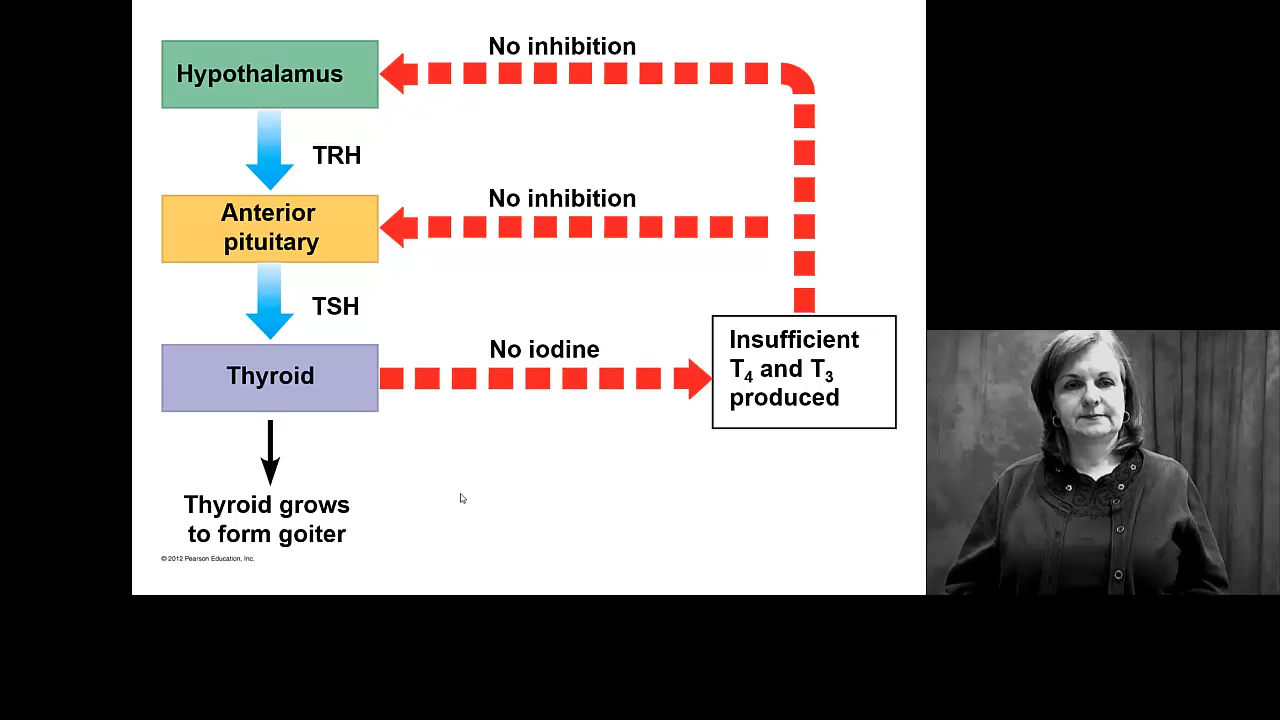 No inhibition
Hypothalamus
TRH
No inhibition
Anterior
pituitary
TSH
No iodine
Thyroid
Insufficient
T₄ and T₃
produced
Thyroid grows
to form goiter
© 2012 Pearson Education, Inc.